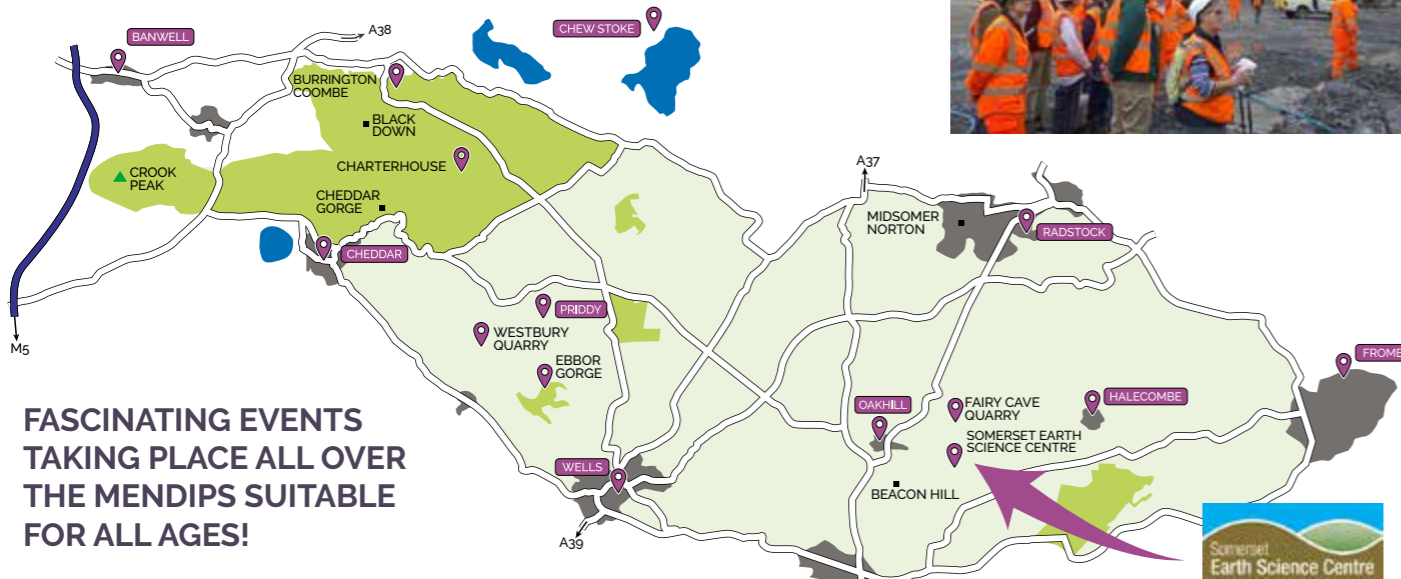 BANWELL
A38
CHEW STOKE
BURRINGTON
COOMBE
BLACK
DOWN
CHARTERHOUSE
CROOK
PEAK
CHEDDAR
GORGE
A37
MIDSOMER
NORTON
RADSTOCK
CHEDDAR
PRIDDY
WESTBURY
QUARRY
M5
EBBOR
GORGE
FROME
HALECOMBE
OAKHILL
FAIRY CAVE
QUARRY
SOMERSET EARTH
SCIENCE CENTRE
WELLS
BEACON HILL
A39
FASCINATING EVENTS
TAKING PLACE ALL OVER
THE MENDIPS SUITABLE
FOR ALL AGES!
Somerset
Earth Science Centre